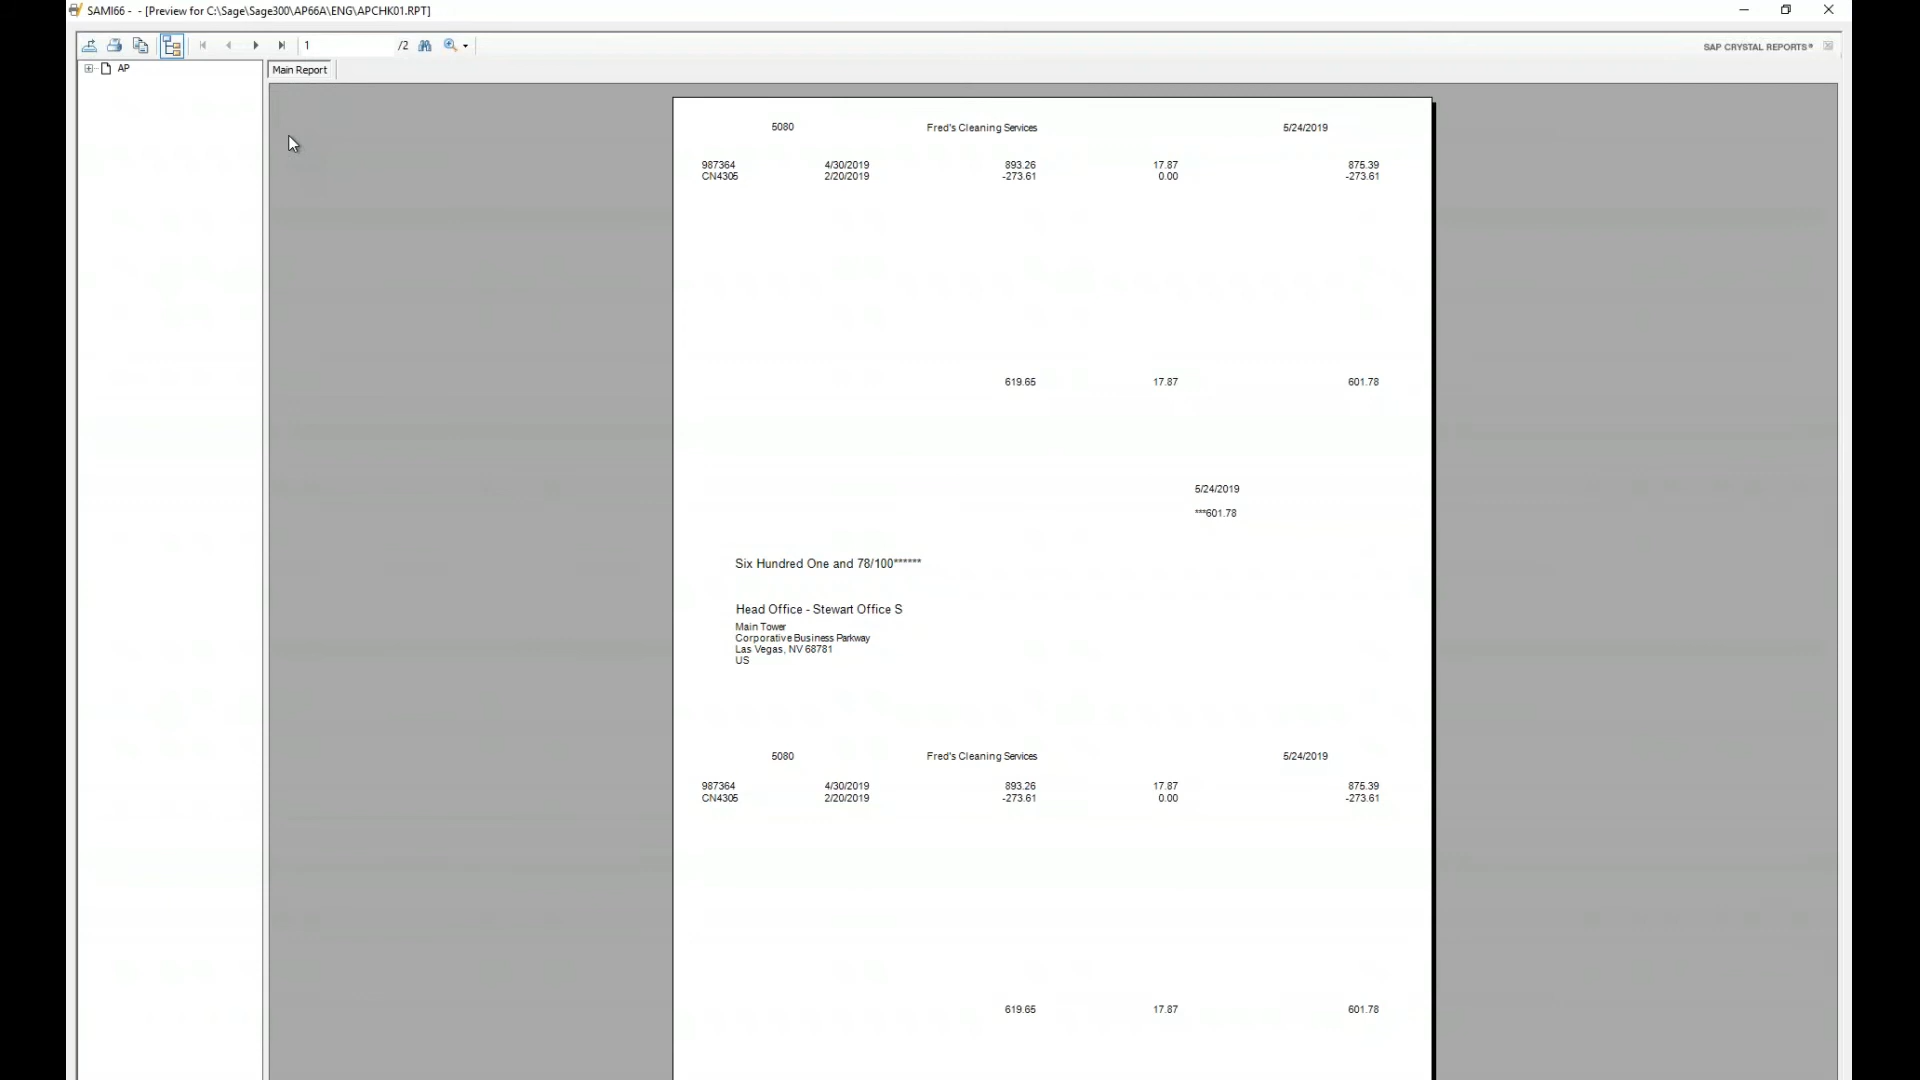 SAMI66 - - [Preview for C:\Sage\Sage300\AP66A\ENG\APCHK01.RPT]
1 /2 SAP CRYSTAL REPORTS®
AP Main Report
5080 Fred's Cleaning Services 5/24/2019
987364 4/30/2019 893.26 17.87 875.39
CN4305 2/20/2019 -273.61 0.00 -273.61
619.65 17.87 601.78
5/24/2019
***601.78
Six Hundred One and 78/100******
Head Office - Stewart Office S
Main Tower
Corporative Business Parkway
Las Vegas, NV 68781
US
5080 Fred's Cleaning Services 5/24/2019
987364 4/30/2019 893.26 17.87 875.39
CN4305 2/20/2019 -273.61 0.00 -273.61
619.65 17.87 601.78